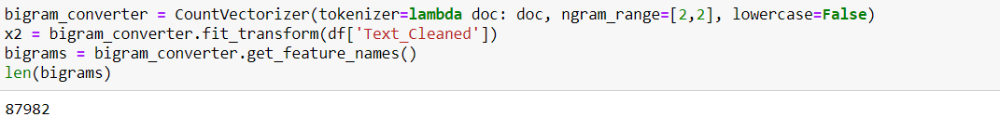 bigram_converter = CountVectorizer(tokenizer=lambda doc: doc, ngram_range=[2,2], lowercase=False)
x2 = bigram_converter.fit_transform(df['Text_Cleaned'])
bigrams = bigram_converter.get_feature_names()
len(bigrams)
87982